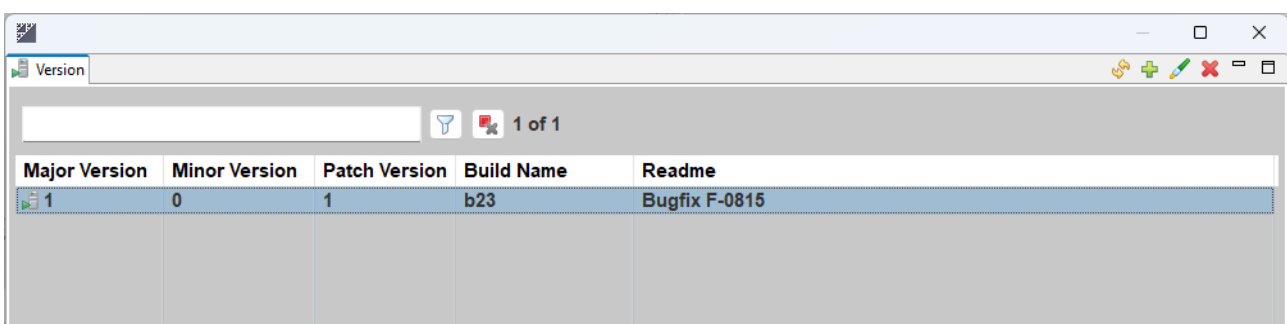 Version
1 of 1
Major Version Minor Version Patch Version Build Name Readme
1 0 1 b23 Bugfix F-0815